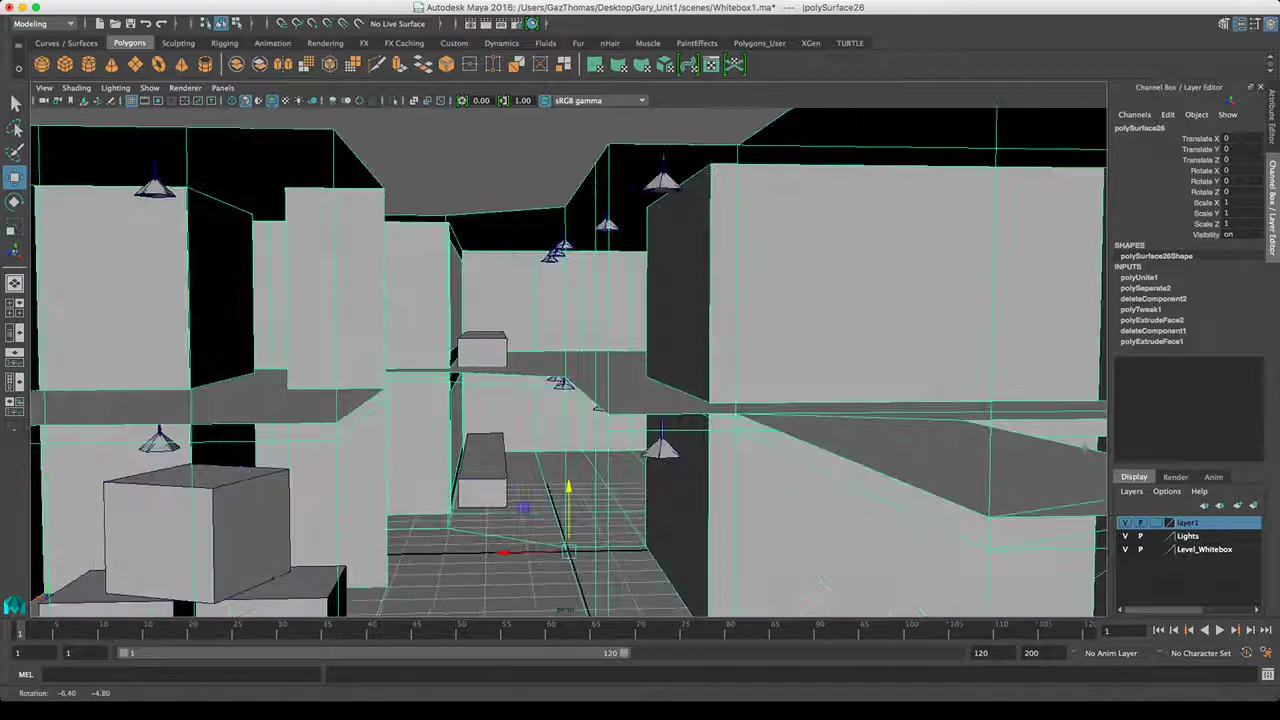 Autodesk Maya 2016: /Users/GazThomas/Desktop/Gary_Unit1/scenes/Whitebox1.ma* --- |polySurface26
Modeling
No Live Surface
Curves / Surfaces Polygons Sculpting Rigging Animation Rendering FX FX Caching Custom Dynamics Fluids Fur nHair Muscle PaintEffects Polygons_User XGen TURTLE
View Shading Lighting Show Renderer Panels
0.00 1.00 sRGB gamma
Channel Box / Layer Editor
Channels Edit Object Show
polySurface26
Translate X 0
Translate Y 0
Translate Z 0
Rotate X 0
Rotate Y 0
Rotate Z 0
Scale X 1
Scale Y 1
Scale Z 1
Visibility on
SHAPES
polySurface26Shape
INPUTS
polyUnite1
polySeparate2
deleteComponent2
polyTweak1
polyExtrudeFace2
deleteComponent1
polyExtrudeFace1
Attribute Editor
Channel Box / Layer Editor
Display Render Anim
Layers Options Help
V P layer1
V P Lights
V P Level_Whitebox
persp
5 10 15 20 25 30 35 40 45 50 55 60 65 70 75 80 85 90 95 100 105 110 115 120
1 1
1 1 1 120 120 200 No Anim Layer No Character Set
MEL
Rotation: -6.40 -4.80